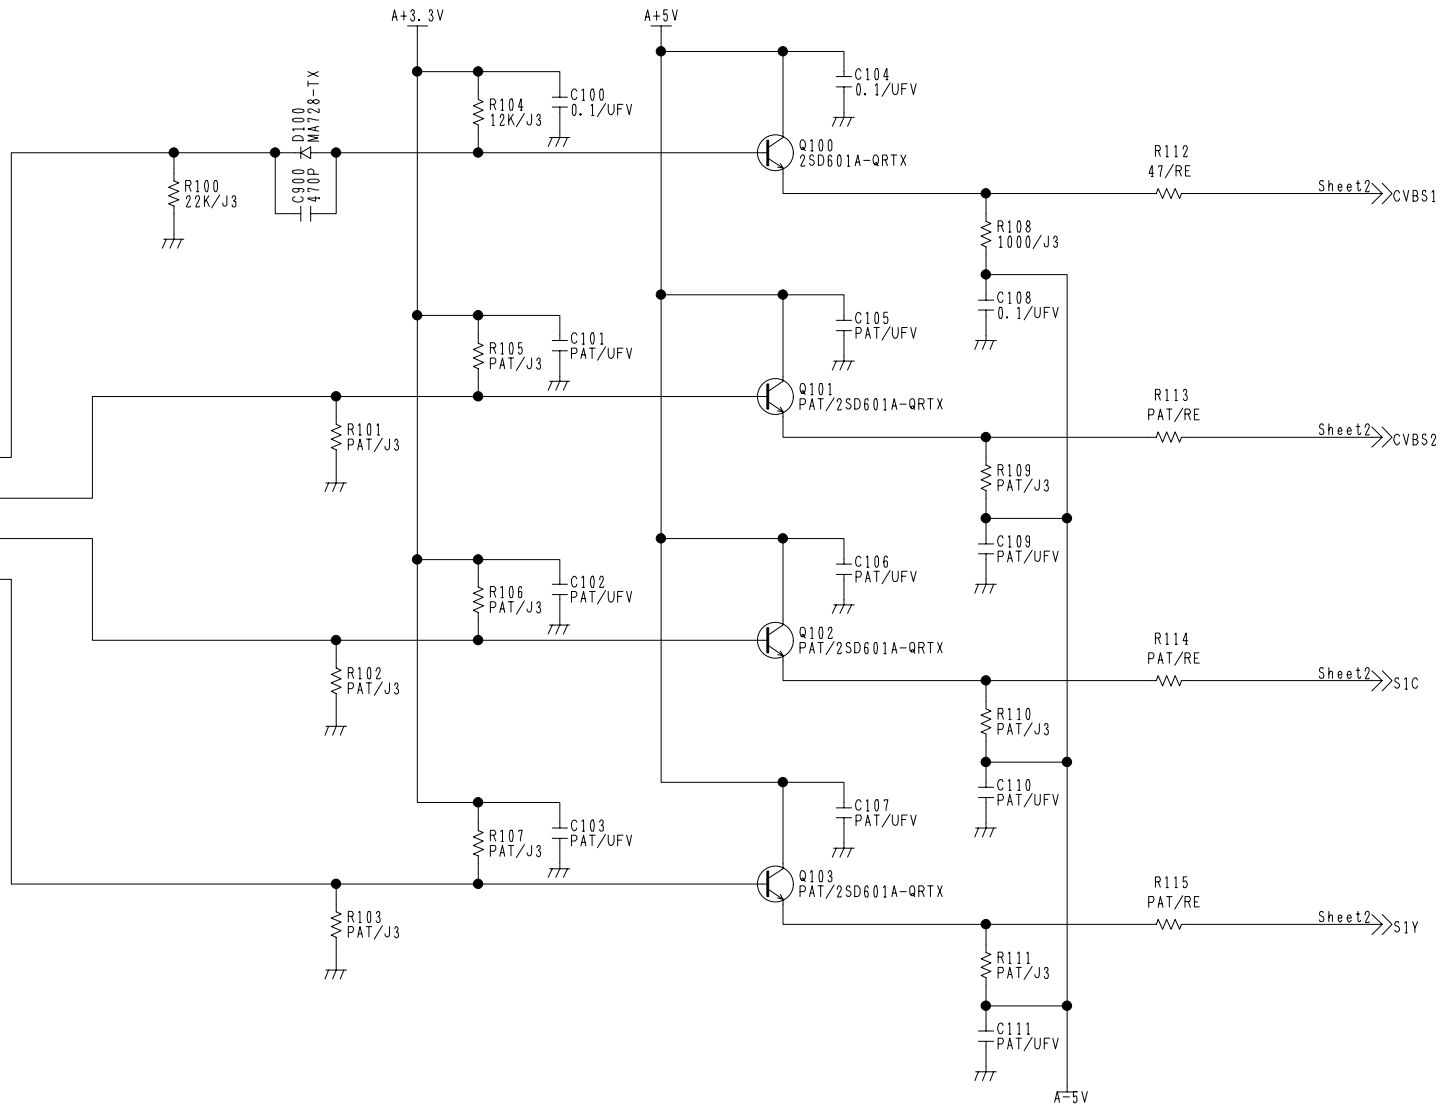 A+3.3V
A+5V
D100
MA728-TX
C900
470P
R100
22K/J3
R104
12K/J3
C100
0.1/UFV
C104
0.1/UFV
Q100
2SD601A-QRTX
R112
47/RE
Sheet2
CVBS1
R108
1000/J3
C108
0.1/UFV
R105
PAT/J3
C101
PAT/UFV
C105
PAT/UFV
Q101
PAT/2SD601A-QRTX
R101
PAT/J3
R113
PAT/RE
Sheet2
CVBS2
R109
PAT/J3
C109
PAT/UFV
R106
PAT/J3
C102
PAT/UFV
C106
PAT/UFV
Q102
PAT/2SD601A-QRTX
R102
PAT/J3
R114
PAT/RE
Sheet2
S1C
R110
PAT/J3
C110
PAT/UFV
R107
PAT/J3
C103
PAT/UFV
C107
PAT/UFV
Q103
PAT/2SD601A-QRTX
R103
PAT/J3
R115
PAT/RE
Sheet2
S1Y
R111
PAT/J3
C111
PAT/UFV
A-5V